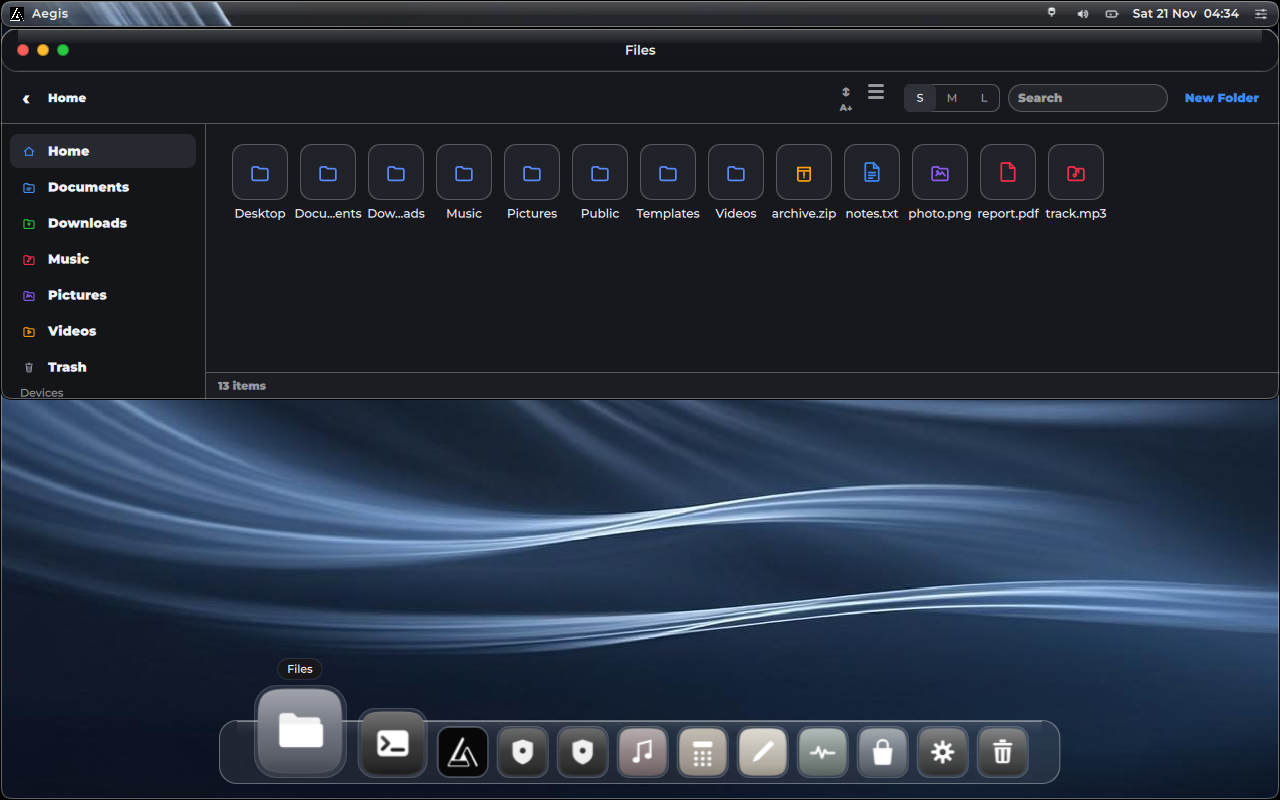 Aegis
Sat 21 Nov 04:34
Files
Home
A+
S M L
Search
New Folder
Home
Documents
Downloads
Music
Pictures
Videos
Trash
Devices
Desktop Docu...ents Dow...ads Music Pictures Public Templates Videos archive.zip notes.txt photo.png report.pdf track.mp3
13 items
Files